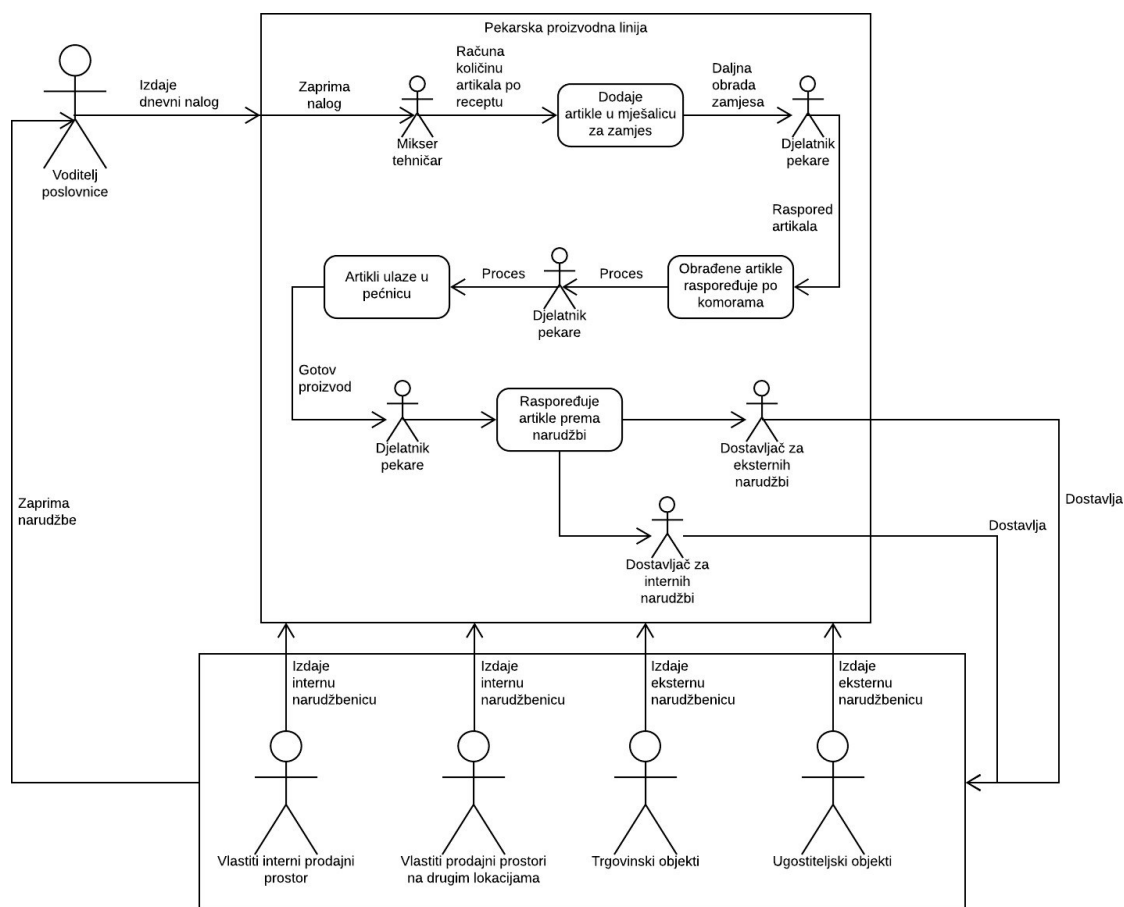 Pekarska proizvodna linija
Izdaje
dnevni nalog
Zaprima
nalog
Računa
količinu
artikala po
receptu
Dodaje
artikle u mješalicu
za zamjes
Daljna
obrada
zamjesa
Voditelj
poslovnice
Mikser
tehničar
Djelatnik
pekare
Raspored
artikala
Artikli ulaze u
pećnicu
Proces
Djelatnik
pekare
Proces
Obrađene artikle
raspoređuje po
komorama
Gotov
proizvod
Djelatnik
pekare
Raspoređuje
artikle prema
narudžbi
Dostavljač za
eksternih
narudžbi
Zaprima
narudžbe
Dostavlja
Dostavlja
Dostavljač za
internih
narudžbi
Izdaje
internu
narudžbenicu
Izdaje
internu
narudžbenicu
Izdaje
eksternu
narudžbenicu
Izdaje
eksternu
narudžbenicu
Vlastiti interni prodajni
prostor
Vlastiti prodajni prostori
na drugim lokacijama
Trgovinski objekti
Ugostiteljski objekti